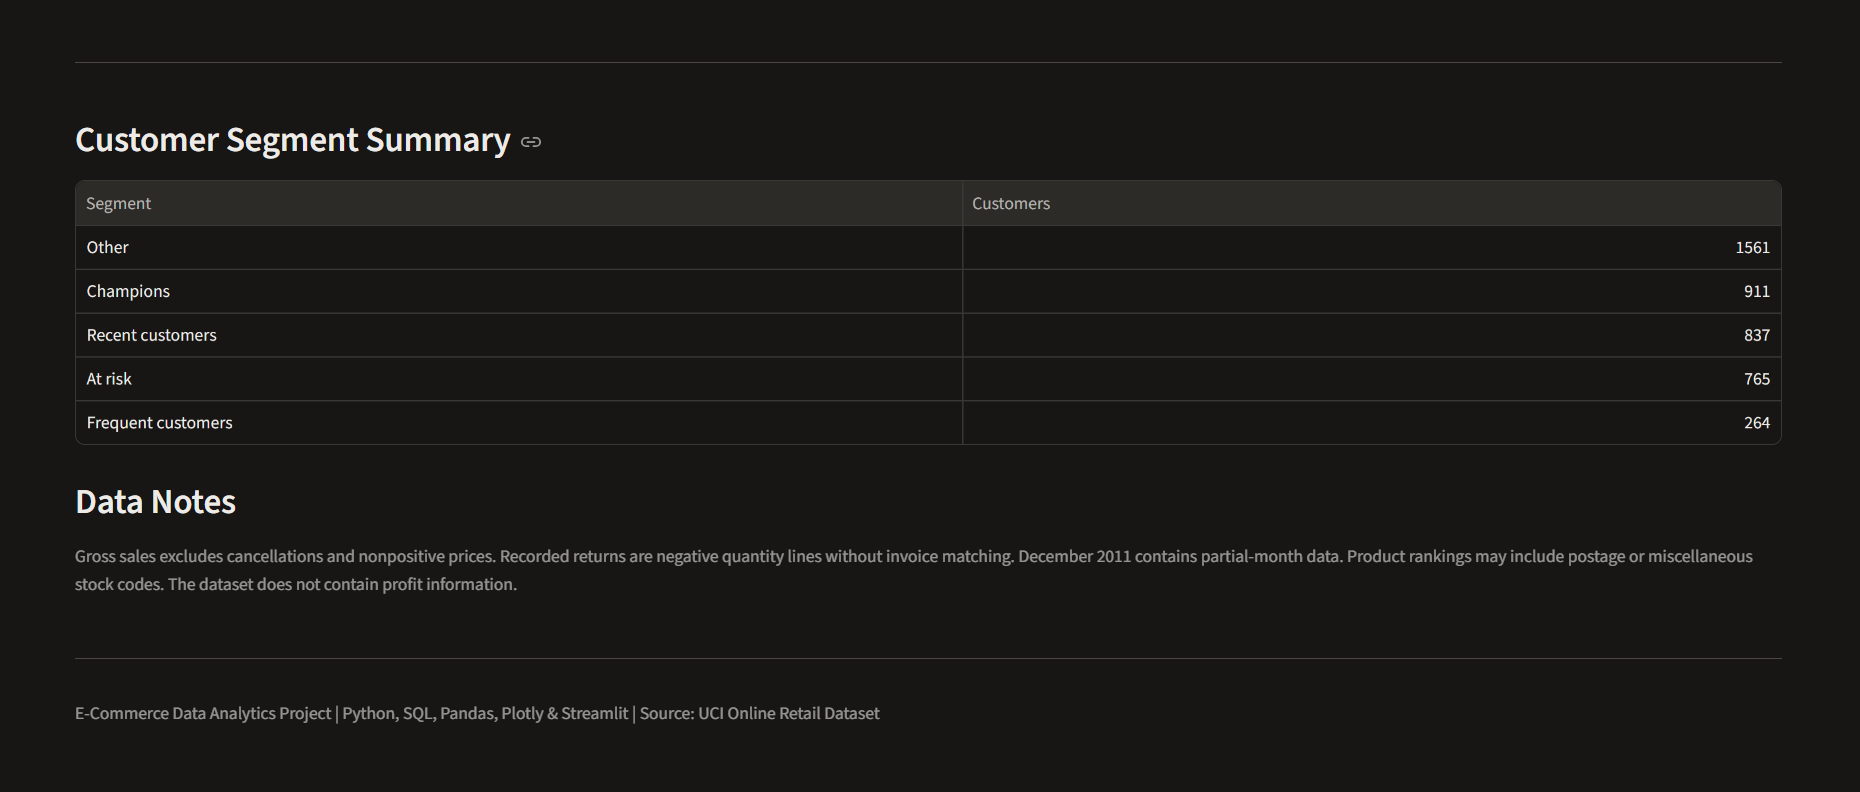 Customer Segment Summary
Segment Customers
Other 1561
Champions 911
Recent customers 837
At risk 765
Frequent customers 264
Data Notes
Gross sales excludes cancellations and nonpositive prices. Recorded returns are negative quantity lines without invoice matching. December 2011 contains partial-month data. Product rankings may include postage or miscellaneous
stock codes. The dataset does not contain profit information.
E-Commerce Data Analytics Project | Python, SQL, Pandas, Plotly & Streamlit | Source: UCI Online Retail Dataset